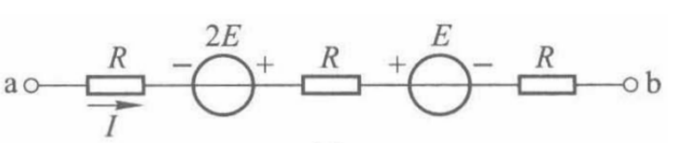 2E E
R R R
− + + −
a b
I